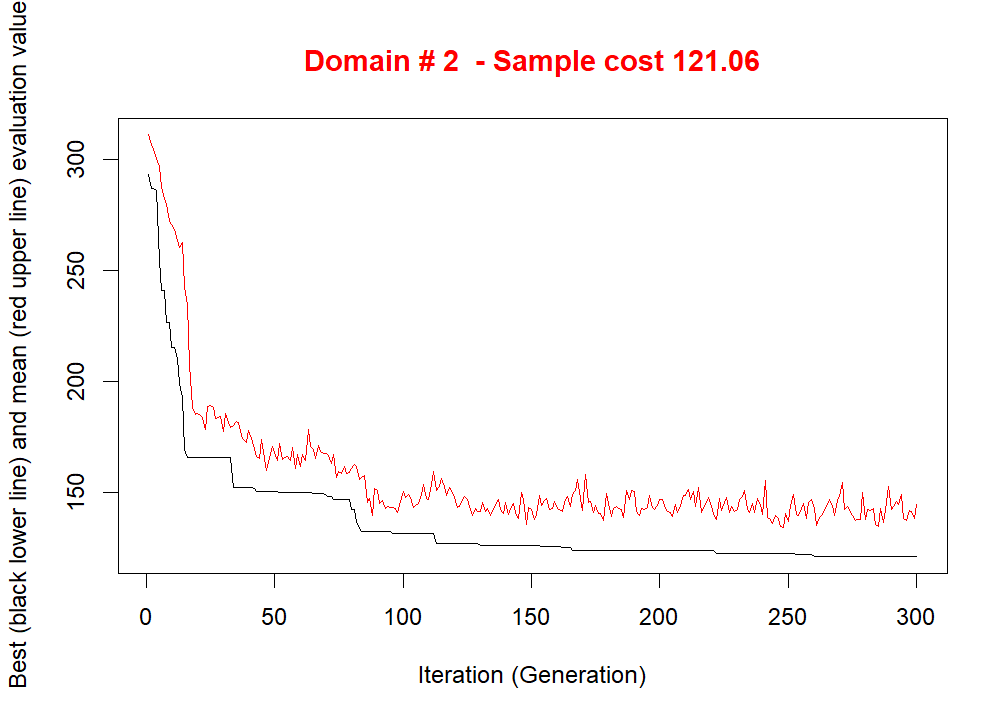 Domain # 2  - Sample cost 121.06
Best (black lower line) and mean (red upper line) evaluation value
300
250
200
150
0 50 100 150 200 250 300
Iteration (Generation)